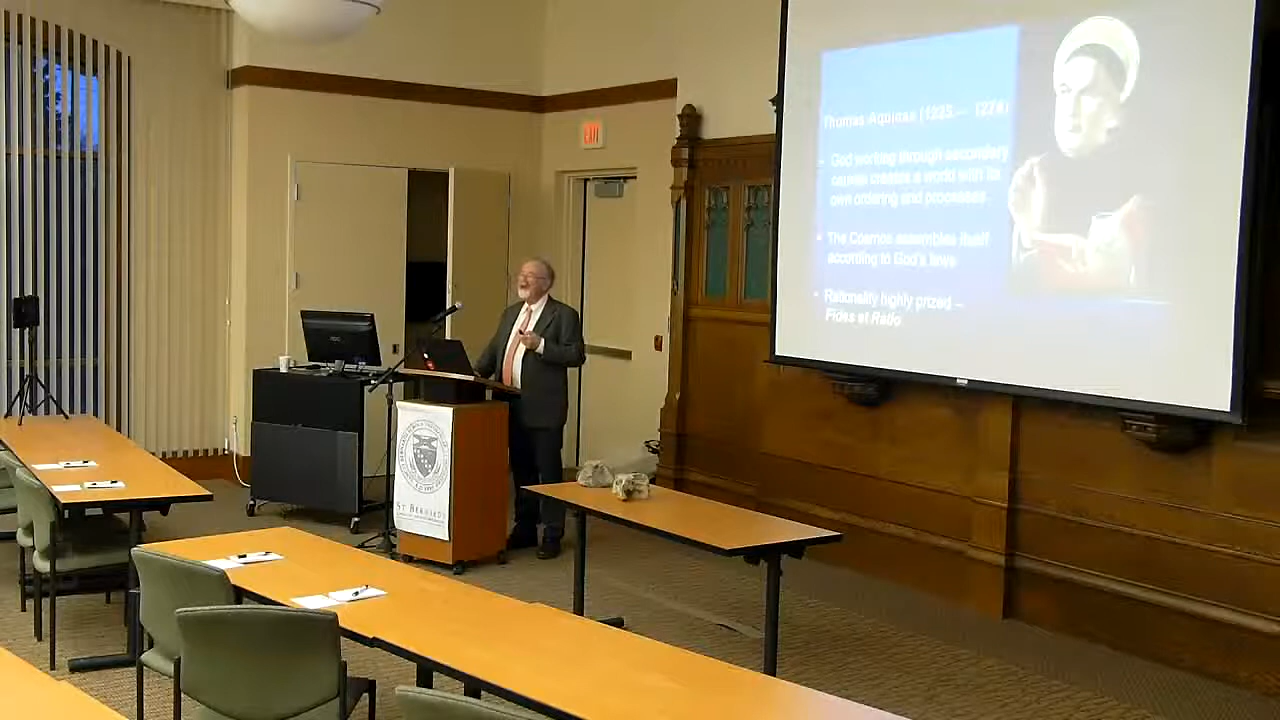 EXIT
Thomas Aquinas (1225 – 1274)
God working through secondary
causes creates a world with its
own ordering and processes
The Cosmos assembles itself
according to God's laws
Rationality highly prized –
Fides et Ratio
ST BERNARD'S